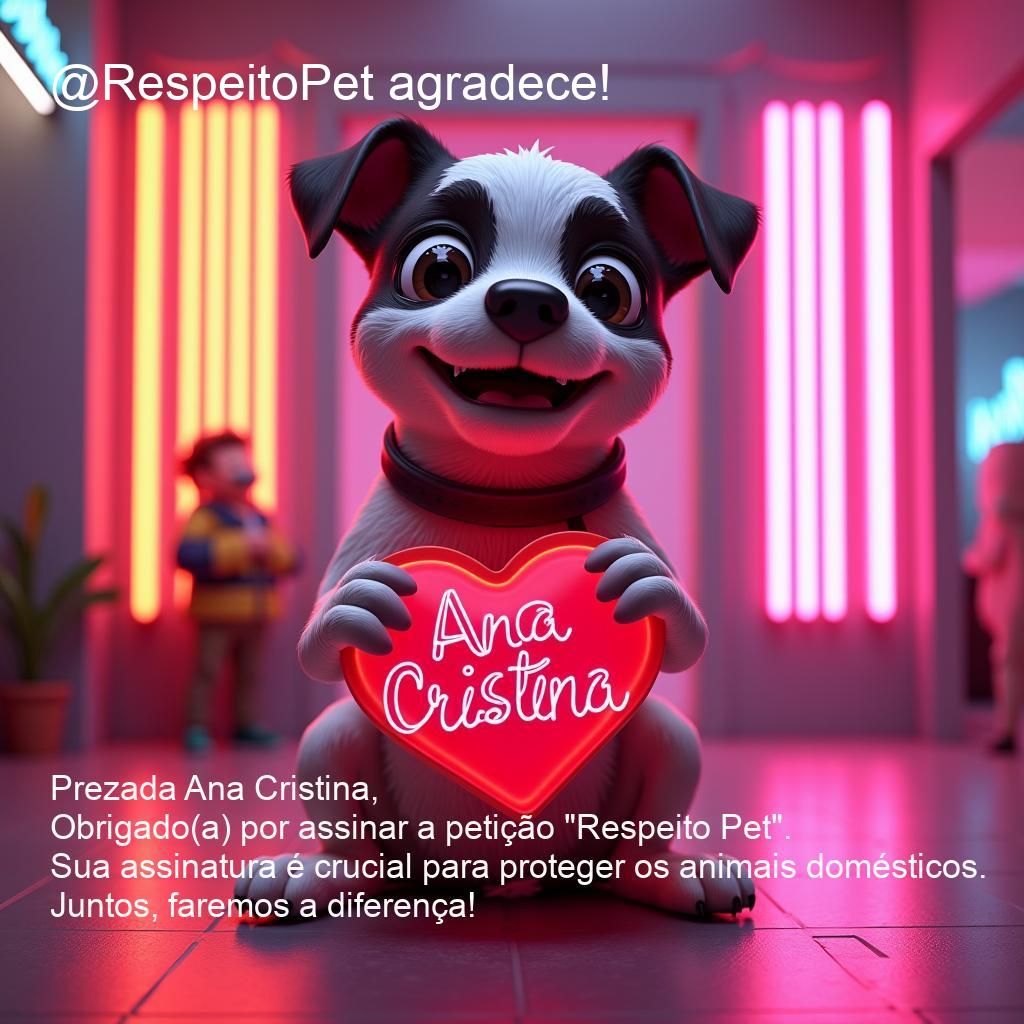 @RespeitoPet agradece!
Ana
Cristina
Prezada Ana Cristina,
Obrigado(a) por assinar a petição "Respeito Pet".
Sua assinatura é crucial para proteger os animais domésticos.
Juntos, faremos a diferença!